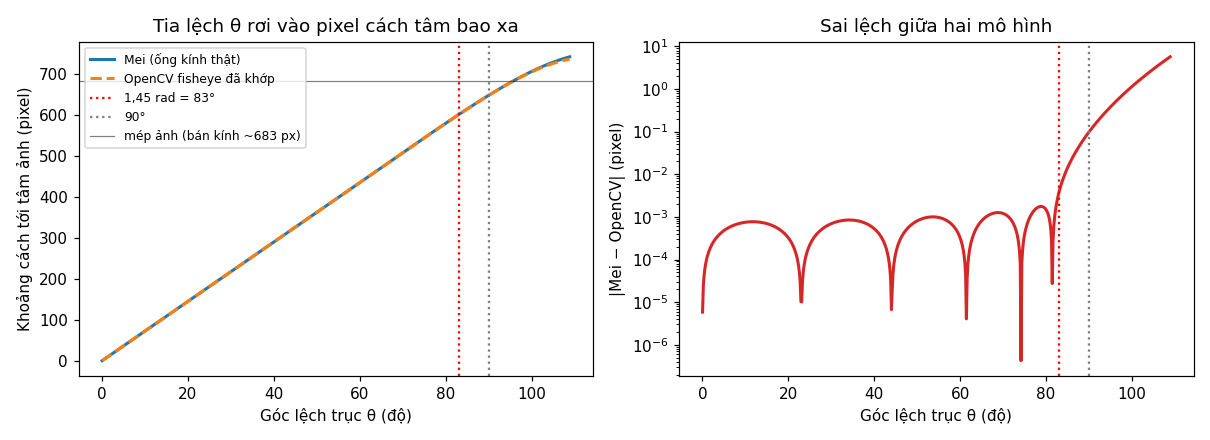 Tia lệch θ rơi vào pixel cách tâm bao xa
Khoảng cách tới tâm ảnh (pixel)
700
600
500
400
300
200
100
0
Mei (ống kính thật)
OpenCV fisheye đã khớp
1,45 rad = 83°
90°
mép ảnh (bán kính ~683 px)
0 20 40 60 80 100
Góc lệch trục θ (độ)
Sai lệch giữa hai mô hình
|Mei − OpenCV| (pixel)
10¹
10⁰
10⁻¹
10⁻²
10⁻³
10⁻⁴
10⁻⁵
10⁻⁶
0 20 40 60 80 100
Góc lệch trục θ (độ)